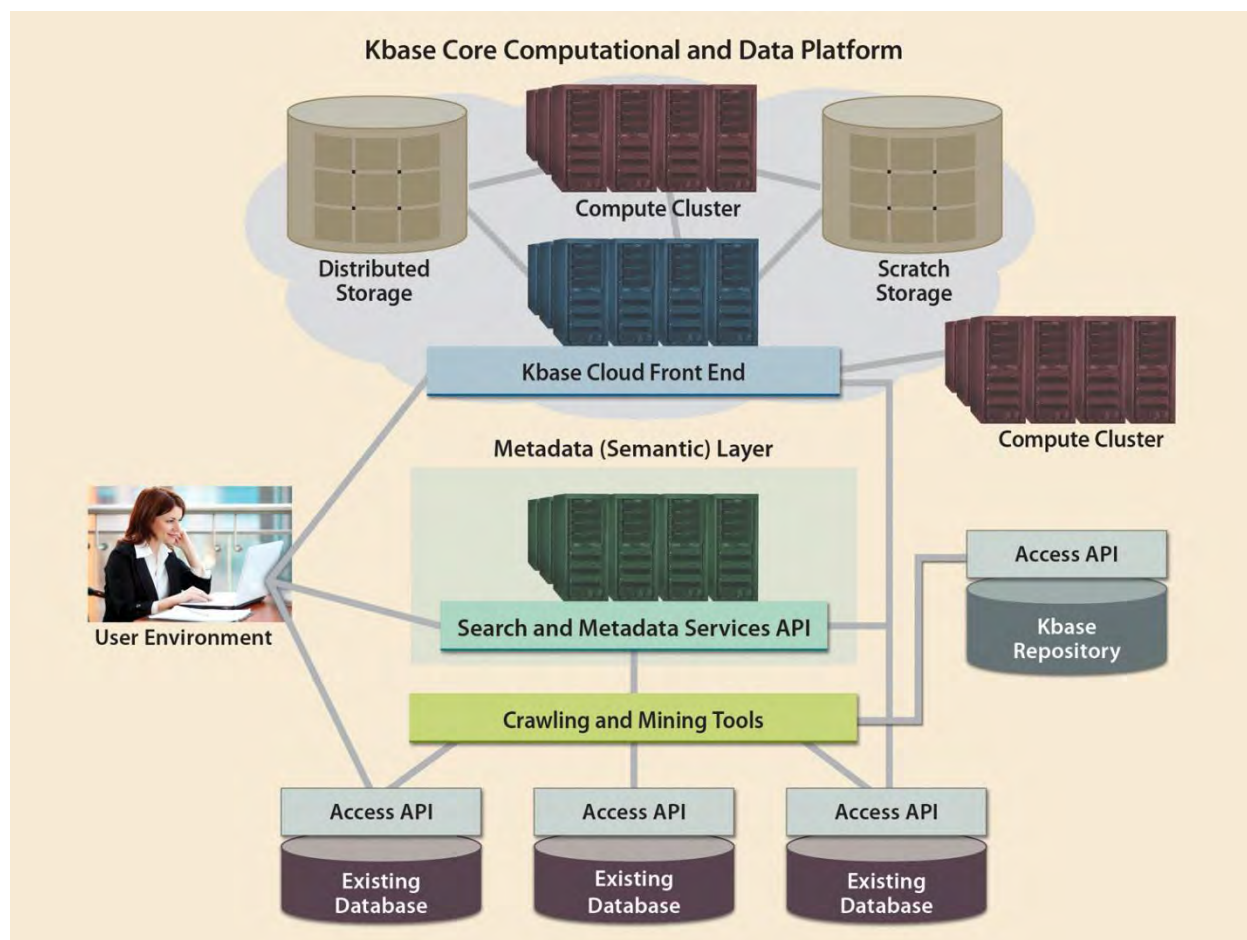 Kbase Core Computational and Data Platform
Compute Cluster
Distributed
Storage
Scratch
Storage
Kbase Cloud Front End
Compute Cluster
Metadata (Semantic) Layer
Access API
Kbase
Repository
Search and Metadata Services API
User Environment
Crawling and Mining Tools
Access API
Existing
Database
Access API
Existing
Database
Access API
Existing
Database